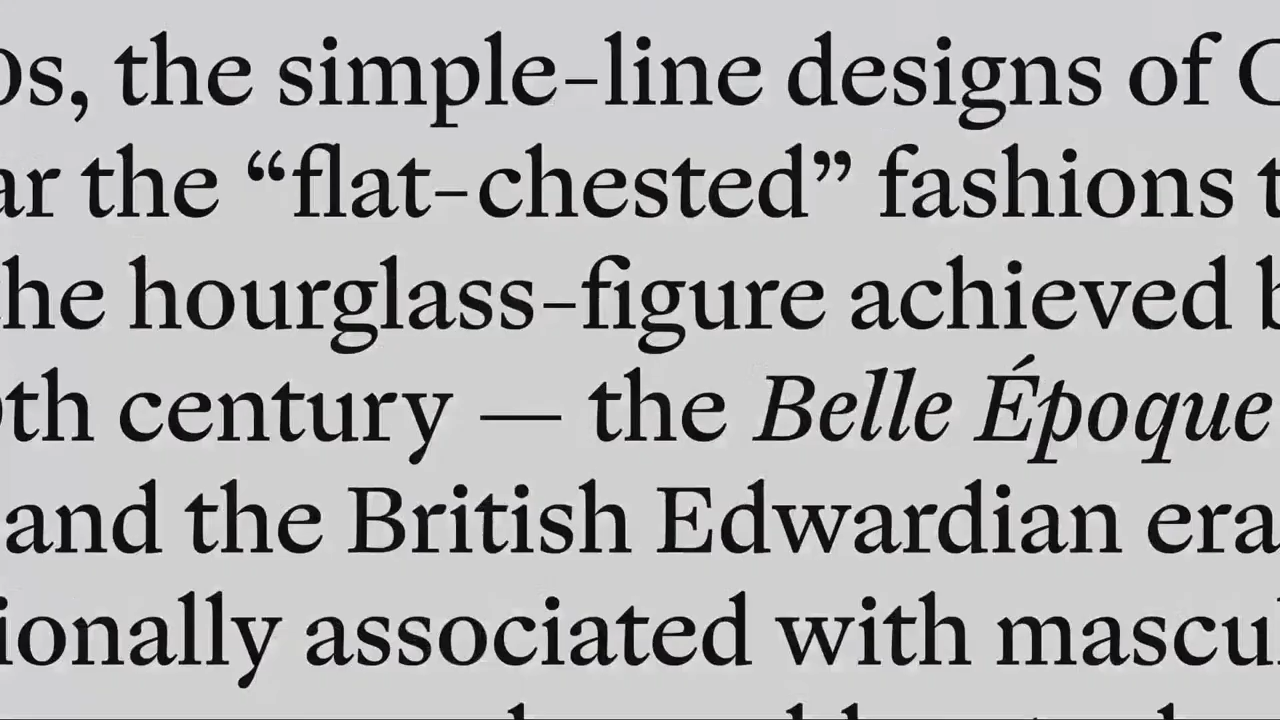 0s, the simple-line designs of C
ar the “flat-chested” fashions t
the hourglass-figure achieved b
0th century — the Belle Époque
and the British Edwardian era
ionally associated with mascul